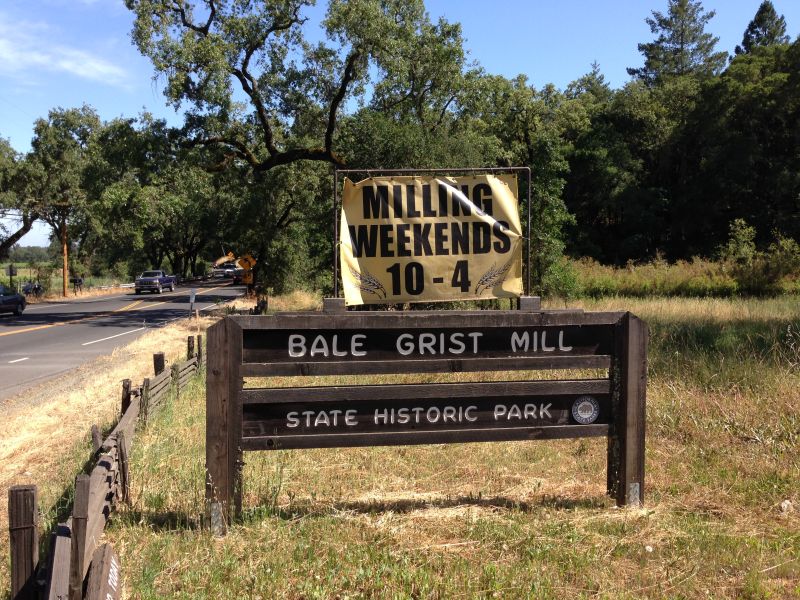 MILLING
WEEKENDS
10 - 4
BALE GRIST MILL
STATE HISTORIC PARK